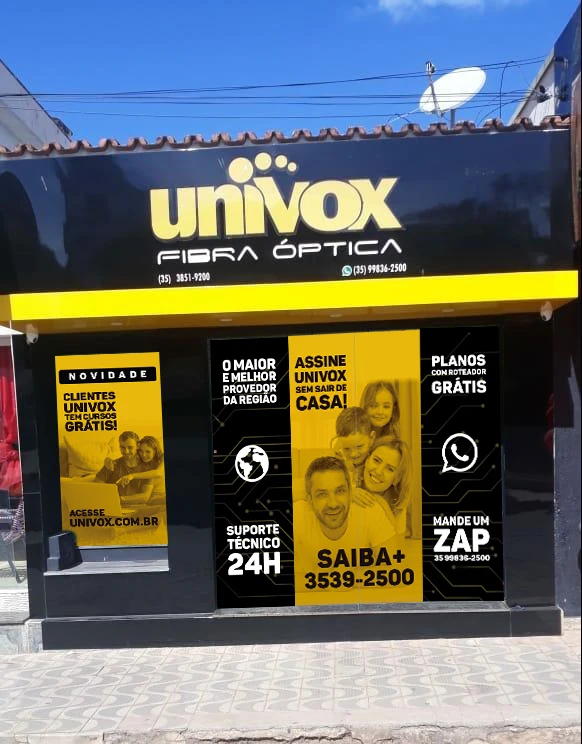 univox
FIBRA ÓPTICA
(35) 3851-9200
(35) 99836-2500
NOVIDADE
CLIENTES
UNIVOX
TEM CURSOS
GRÁTIS!
ACESSE
UNIVOX.COM.BR
O MAIOR
E MELHOR
PROVEDOR
DA REGIÃO
SUPORTE
TÉCNICO
24H
ASSINE
UNIVOX
SEM SAIR DE
CASA!
SAIBA+
3539-2500
PLANOS
COM ROTEADOR
GRÁTIS
MANDE UM
ZAP
35 99836-2500